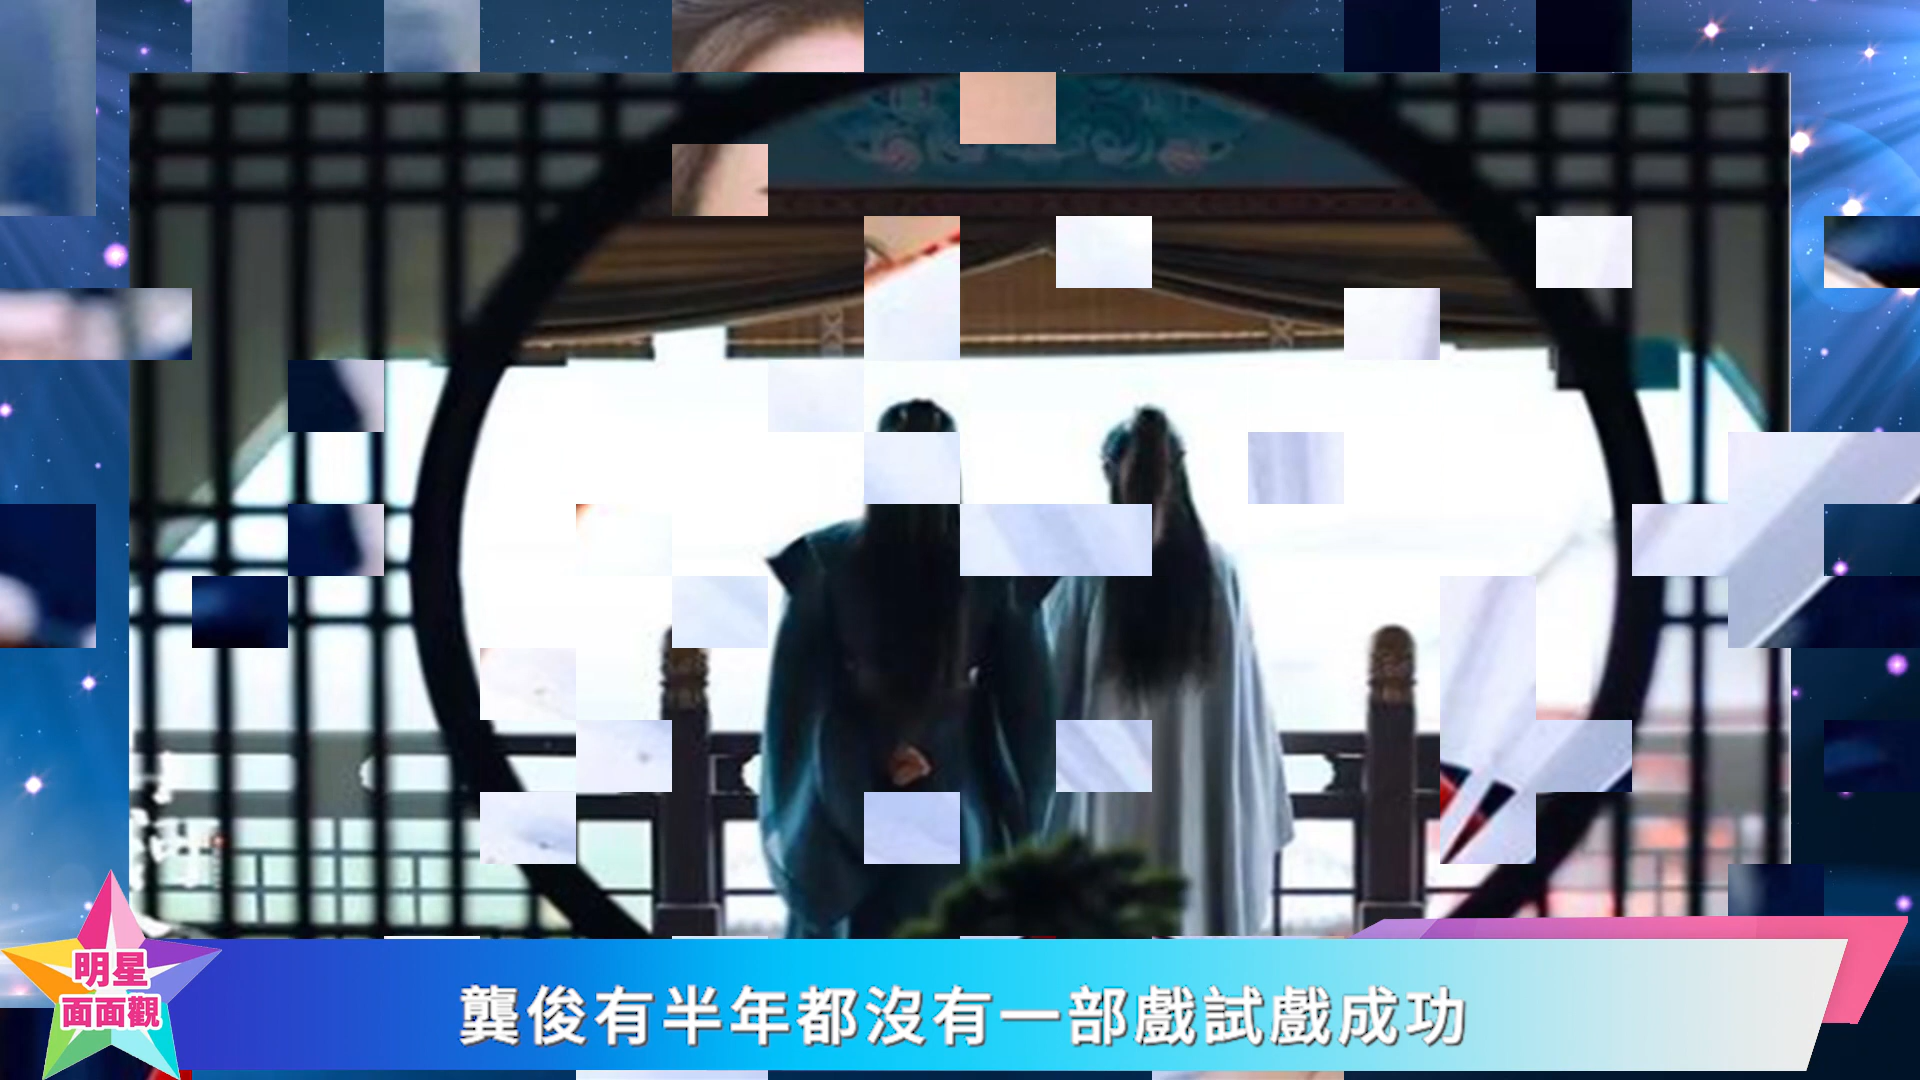 明星
面面觀
龔俊有半年都沒有一部戲試戲成功